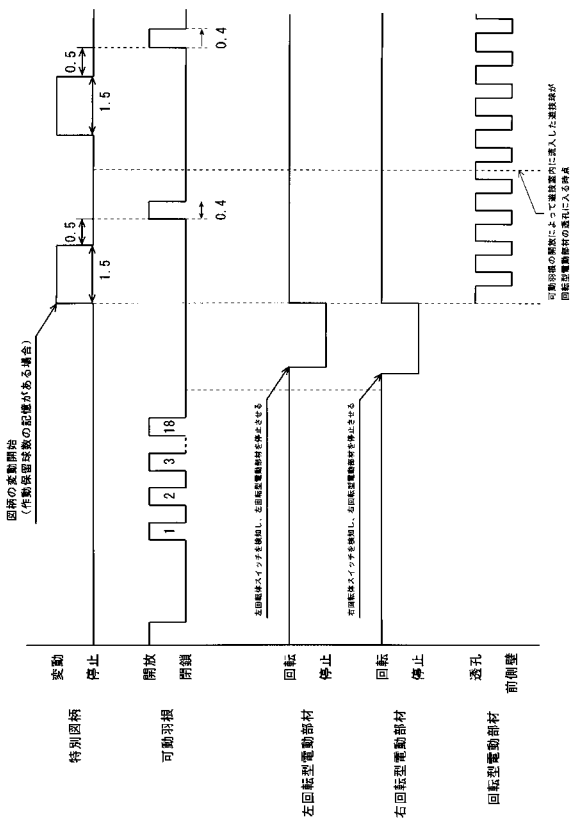 図柄の変動開始
（作動保留球数の記憶がある場合）
特別図柄
変動
停止
1.5
0.5
1.5
0.5
可動羽根
開放
閉鎖
1
2
3
18
0.4
0.4
左回転型電動部材
回転
停止
左回転体スイッチを検知し、左回転型電動部材を停止させる
右回転型電動部材
回転
停止
右回転体スイッチを検知し、右回転型電動部材を停止させる
回転型電動部材
透孔
前側壁
可動羽根の開放によって遊技室内に流入した遊技球が
回転型電動部材の透孔に入る時点